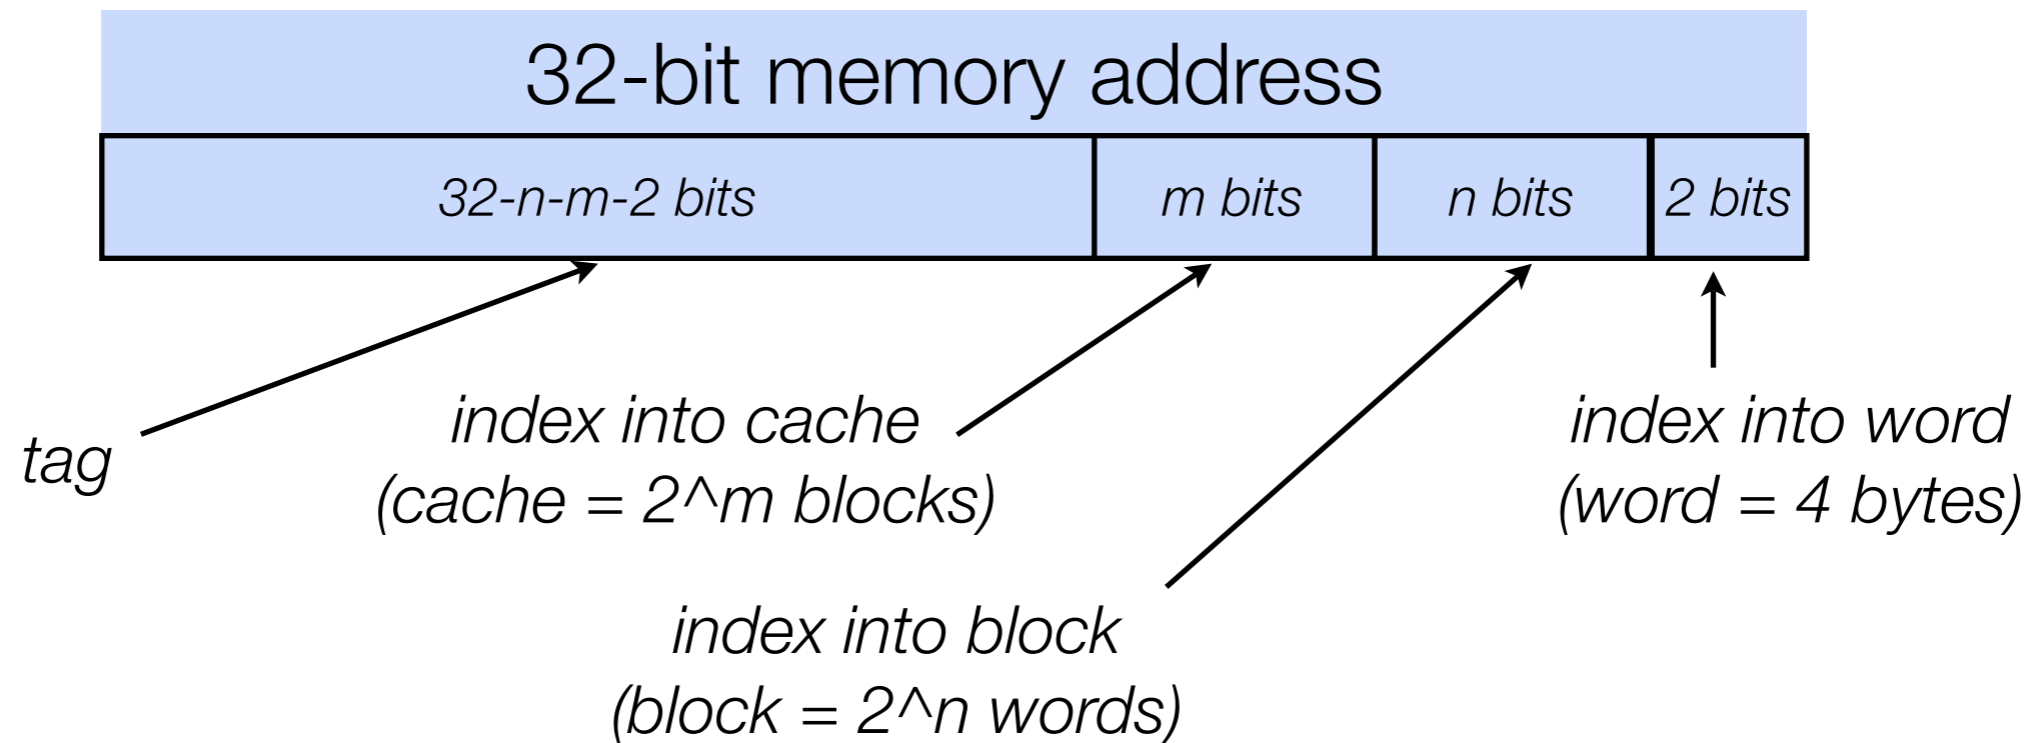 32-bit memory address
32-n-m-2 bits
m bits
n bits
2 bits
tag
index into cache
(cache = 2^m blocks)
index into block
(block = 2^n words)
index into word
(word = 4 bytes)